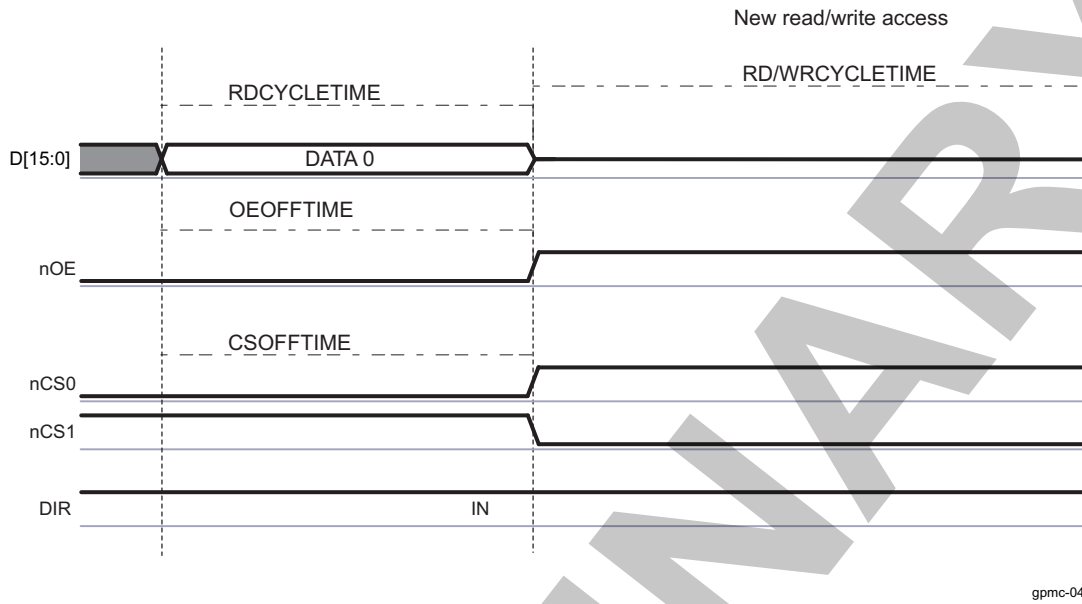 New read/write access
RDCYCLETIME
RD/WRCYCLETIME
D[15:0]
DATA 0
OEOFFTIME
nOE
CSOFFTIME
nCS0
nCS1
DIR
IN
gpmc-04